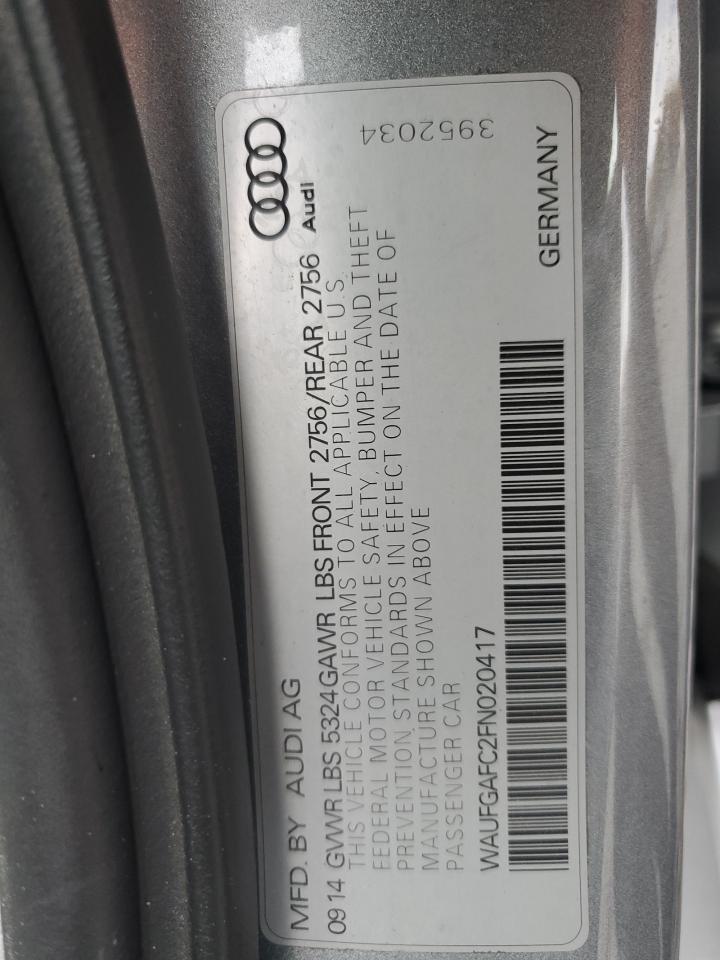 MFD. BY AUDI AG
Audi
09 14 GVWR LBS 5324 GAWR LBS FRONT 2756/REAR 2756
THIS VEHICLE CONFORMS TO ALL APPLICABLE U.S.
FEDERAL MOTOR VEHICLE SAFETY, BUMPER AND THEFT
PREVENTION STANDARDS IN EFFECT ON THE DATE OF
MANUFACTURE SHOWN ABOVE
3952034
PASSENGER CAR
WAUFGAFC2FN020417
GERMANY